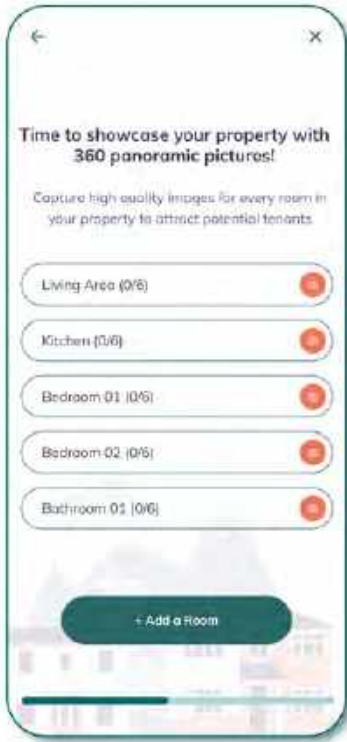 Time to showcase your property with
360 panoramic pictures!
Capture high quality images for every room in
your property to attract potential tenants
Living Area (0/6)
Kitchen (0/6)
Bedroom 01 (0/6)
Bedroom 02 (0/6)
Bathroom 01 (0/6)
+ Add a Room